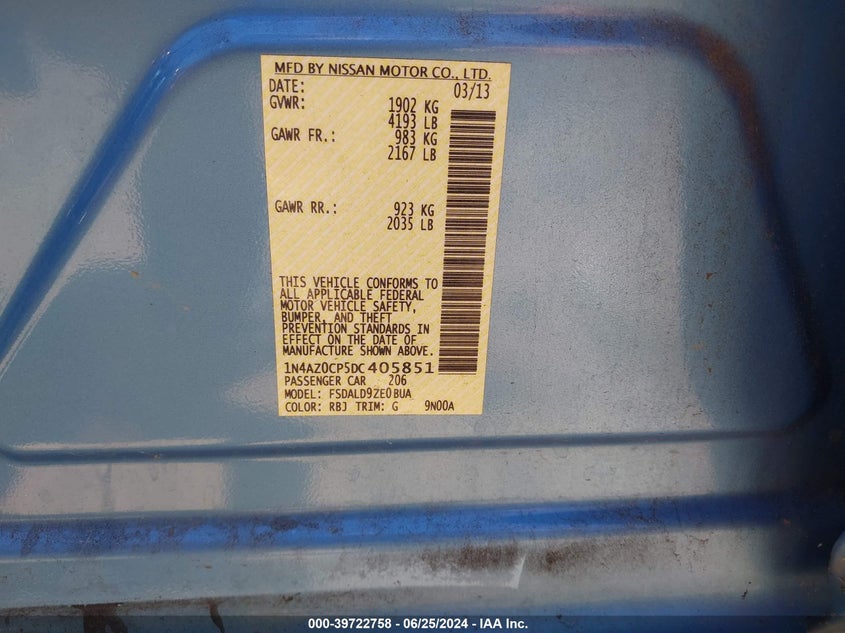 MFD BY NISSAN MOTOR CO., LTD.
DATE: 03/13
GVWR: 1902 KG
4193 LB
GAWR FR.: 983 KG
2167 LB
GAWR RR.: 923 KG
2035 LB
THIS VEHICLE CONFORMS TO
ALL APPLICABLE FEDERAL
MOTOR VEHICLE SAFETY,
BUMPER, AND THEFT
PREVENTION STANDARDS IN
EFFECT ON THE DATE OF
MANUFACTURE SHOWN ABOVE.
1N4AZ0CP5DC405851
PASSENGER CAR 206
MODEL: FSDALD9ZE0BUA
COLOR: RBJ TRIM: G 9N00A
000-39722758 - 06/25/2024 - IAA Inc.